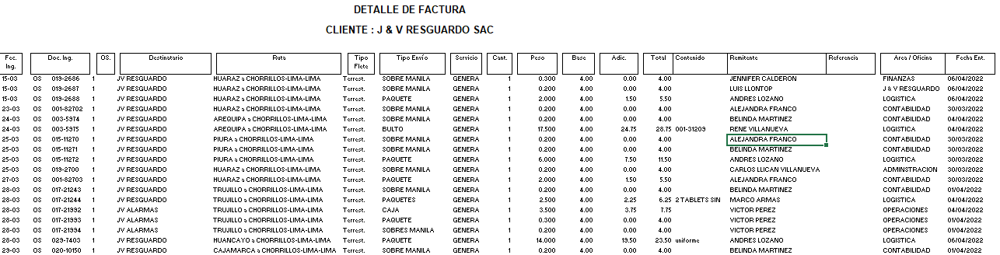 DETALLE DE FACTURA
CLIENTE : J & V RESGUARDO SAC
Fec. Ing. Doc. Ing. OS. Destinatario Ruta Tipo Flete Tipo Envío Servicio Cant. Peso Base Adic. Total Contenido Remitente Referencia Area / Oficina Fecha Ent.
15-03 OS 019-2686 1 JV RESGUARDO HUARAZ a CHORRILLOS-LIMA-LIMA Terrest. SOBRE MANILA GENERA 1 0.300 4.00 0.00 4.00 JENNIFER CALDERON FINANZAS 06/04/2022
15-03 OS 019-2687 1 JV RESGUARDO HUARAZ a CHORRILLOS-LIMA-LIMA Terrest. SOBRE MANILA GENERA 1 0.200 4.00 0.00 4.00 LUIS LLONTOP J & V RESGUARDO 06/04/2022
15-03 OS 019-2688 1 JV RESGUARDO HUARAZ a CHORRILLOS-LIMA-LIMA Terrest. PAQUETE GENERA 1 2.000 4.00 1.50 5.50 ANDRES LOZANO LOGISTICA 06/04/2022
23-03 OS 001-82702 1 JV RESGUARDO HUARAZ a CHORRILLOS-LIMA-LIMA Terrest. SOBRE MANILA GENERA 1 0.200 4.00 0.00 4.00 ALEJANDRA FRANCO CONTABILIDAD 30/03/2022
24-03 OS 003-5974 1 JV RESGUARDO AREQUIPA a CHORRILLOS-LIMA-LIMA Terrest. SOBRE MANILA GENERA 1 0.200 4.00 0.00 4.00 BELINDA MARTINEZ CONTABILIDAD 04/04/2022
24-03 OS 003-5975 1 JV RESGUARDO AREQUIPA a CHORRILLOS-LIMA-LIMA Terrest. BULTO GENERA 1 17.500 4.00 24.75 28.75 001-31209 RENE VILLANUEVA LOGISTICA 04/04/2022
25-03 OS 015-11270 1 JV RESGUARDO PIURA a CHORRILLOS-LIMA-LIMA Terrest. SOBRE MANILA GENERA 1 0.200 4.00 0.00 4.00 ALEJANDRA FRANCO CONTABILIDAD 30/03/2022
25-03 OS 015-11271 1 JV RESGUARDO PIURA a CHORRILLOS-LIMA-LIMA Terrest. SOBRE MANILA GENERA 1 0.200 4.00 0.00 4.00 BELINDA MARTINEZ CONTABILIDAD 30/03/2022
25-03 OS 015-11272 1 JV RESGUARDO PIURA a CHORRILLOS-LIMA-LIMA Terrest. PAQUETE GENERA 1 6.000 4.00 7.50 11.50 ANDRES LOZANO LOGISTICA 30/03/2022
25-03 OS 019-2700 1 JV RESGUARDO HUARAZ a CHORRILLOS-LIMA-LIMA Terrest. SOBRE MANILA GENERA 1 0.200 4.00 0.00 4.00 CARLOS LLICAN VILLANUEVA ADMINSTRACION 06/04/2022
27-03 OS 001-82703 1 JV RESGUARDO HUARAZ a CHORRILLOS-LIMA-LIMA Terrest. PAQUETE GENERA 1 2.000 4.00 1.50 5.50 ALEJANDRA FRANCO CONTABILIDAD 30/03/2022
28-03 OS 017-21243 1 JV RESGUARDO TRUJILLO a CHORRILLOS-LIMA-LIMA Terrest. SOBRE MANILA GENERA 1 0.200 4.00 0.00 4.00 BELINDA MARTINEZ CONTABILIDAD 01/04/2022
28-03 OS 017-21244 1 JV RESGUARDO TRUJILLO a CHORRILLOS-LIMA-LIMA Terrest. PAQUETES GENERA 1 2.500 4.00 2.25 6.25 2 TABLETS SIN MARCO ARMAS LOGISTICA 04/04/2022
28-03 OS 017-21992 1 JV ALARMAS TRUJILLO a CHORRILLOS-LIMA-LIMA Terrest. CAJA GENERA 1 3.500 4.00 3.75 7.75 VICTOR PEREZ OPERACIONES 04/04/2022
28-03 OS 017-21993 1 JV ALARMAS TRUJILLO a CHORRILLOS-LIMA-LIMA Terrest. PAQUETE GENERA 1 0.300 4.00 0.00 4.00 VICTOR PEREZ OPERACIONES 01/04/2022
28-03 OS 017-21994 1 JV ALARMAS TRUJILLO a CHORRILLOS-LIMA-LIMA Terrest. SOBRES MANILA GENERA 1 0.200 4.00 0.00 4.00 VICTOR PEREZ OPERACIONES 01/04/2022
28-03 OS 029-7403 1 JV RESGUARDO HUANCAYO a CHORRILLOS-LIMA-LIMA Terrest. PAQUETE GENERA 1 14.000 4.00 19.50 23.50 uniforme ANDRES LOZANO LOGISTICA 06/04/2022
29-03 OS 020-10150 1 JV RESGUARDO CAJAMARCA a CHORRILLOS-LIMA-LIMA Terrest. SOBRE MANILA GENERA 1 0.200 4.00 0.00 4.00 BELINDA MARTINEZ CONTABILIDAD 01/04/2022